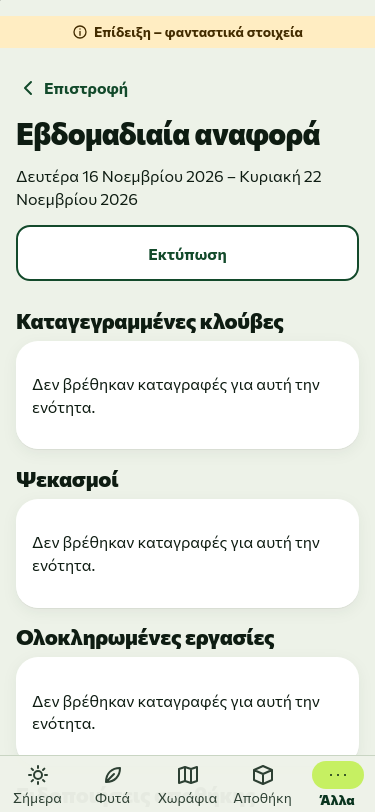 Επίδειξη – φανταστικά στοιχεία
Επιστροφή
Εβδομαδιαία αναφορά
Δευτέρα 16 Νοεμβρίου 2026 – Κυριακή 22
Νοεμβρίου 2026
Εκτύπωση
Καταγεγραμμένες κλούβες
Δεν βρέθηκαν καταγραφές για αυτή την
ενότητα.
Ψεκασμοί
Δεν βρέθηκαν καταγραφές για αυτή την
ενότητα.
Ολοκληρωμένες εργασίες
Δεν βρέθηκαν καταγραφές για αυτή την
ενότητα.
Σήμερα Φυτά Χωράφια Αποθήκη Άλλα